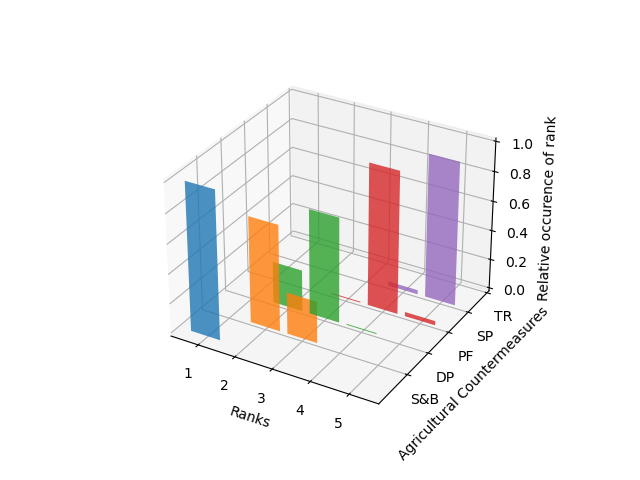 1.0
0.8
0.6
0.4
0.2
0.0
Relative occurence of rank
TR
SP
PF
DP
S&B
Agricultural Countermeasures
1
2
3
4
5
Ranks